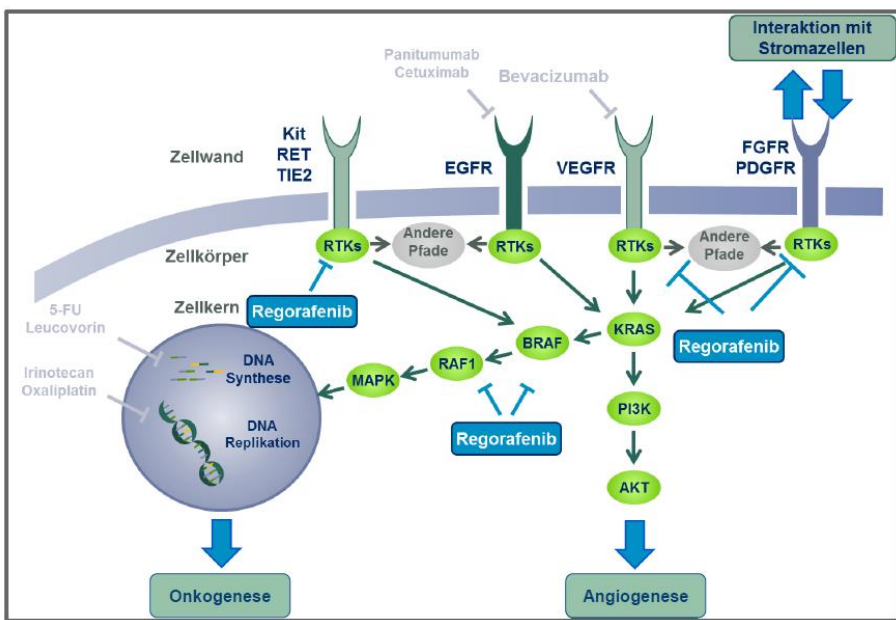 Interaktion mit
Stromazellen
Panitumumab
Cetuximab
Bevacizumab
Kit
RET
TIE2
Zellwand
EGFR
VEGFR
FGFR
PDGFR
RTKs
Andere
Pfade
RTKs
RTKs
Andere
Pfade
RTKs
Zellkörper
Zellkern
Regorafenib
5-FU
Leucovorin
Irinotecan
Oxaliplatin
DNA
Synthese
DNA
Replikation
MAPK
RAF1
BRAF
KRAS
Regorafenib
Regorafenib
PI3K
AKT
Onkogenese
Angiogenese